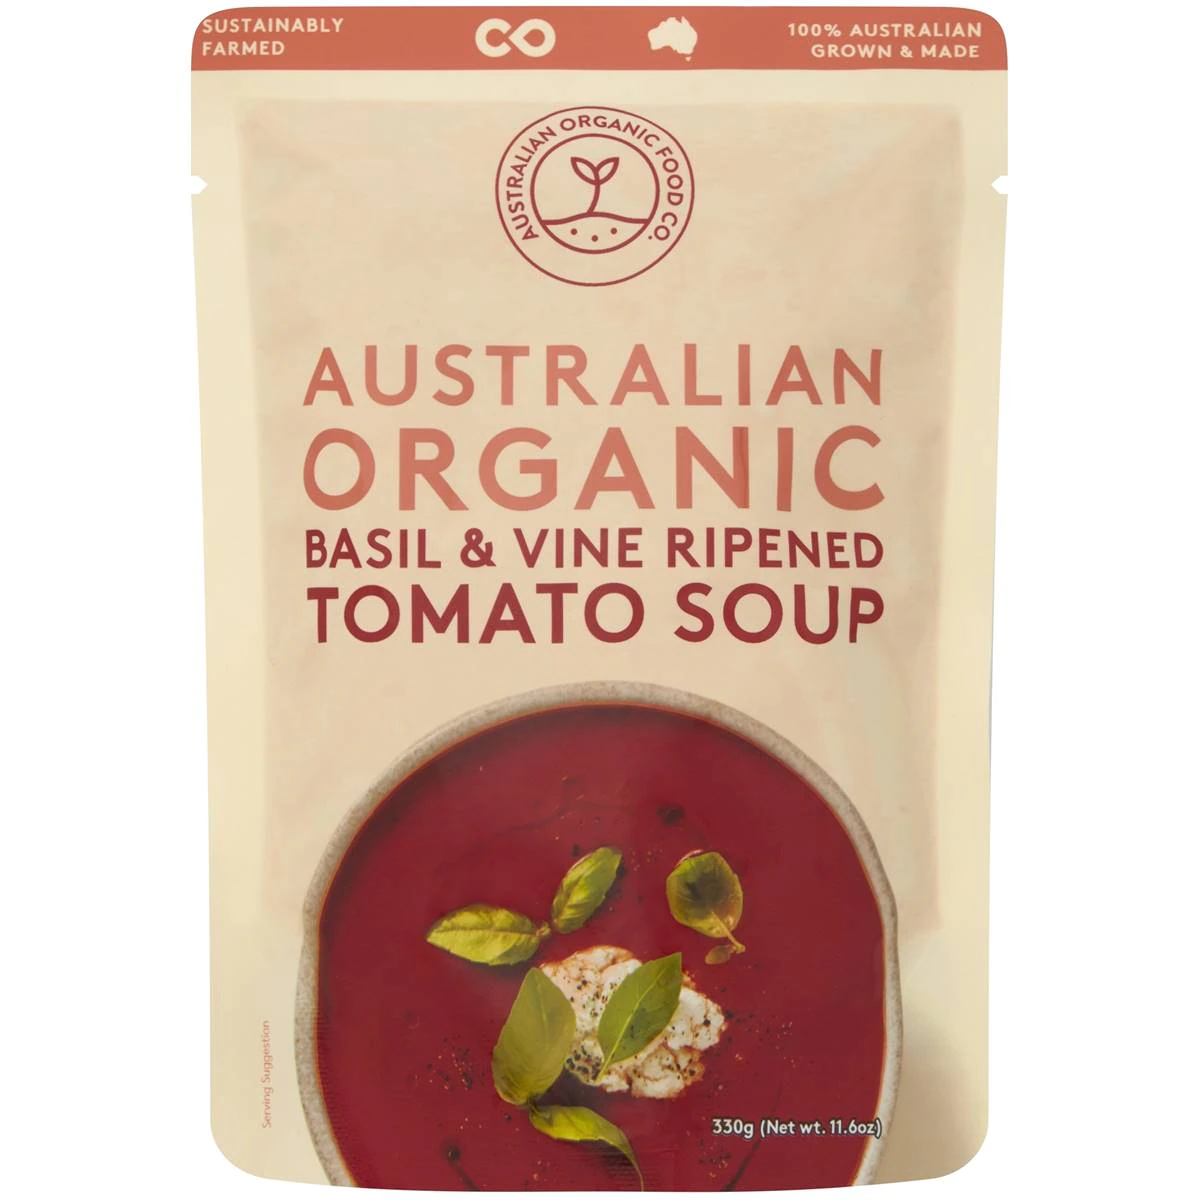 SUSTAINABLY
FARMED
100% AUSTRALIAN
GROWN & MADE
AUSTRALIAN ORGANIC FOOD CO.
AUSTRALIAN
ORGANIC
BASIL & VINE RIPENED
TOMATO SOUP
Serving Suggestion
330g (Net wt. 11.6oz)